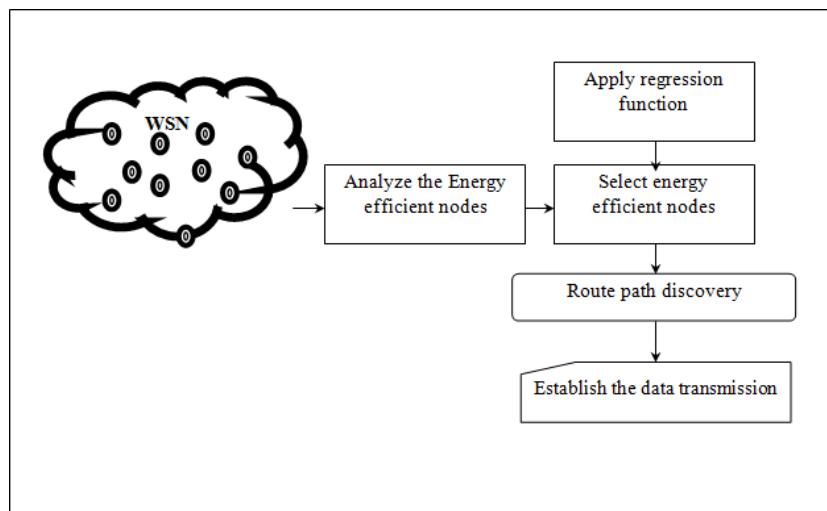 WSN
Apply regression
function
Analyze the Energy
efficient nodes
Select energy
efficient nodes
Route path discovery
Establish the data transmission